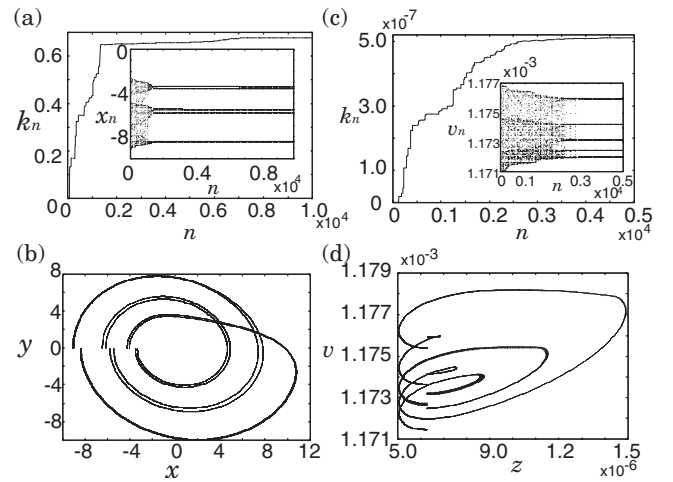 (a)
0.6
0.4
0.2
0
k_n
0
-4
-8
x_n
0 0.4 0.8
n
x10^4
0 0.2 0.4 0.6 0.8 1.0
n
x10^4
(c)
x10^-7
5.0
3.0
1.0
0
k_n
x10^-3
1.177
1.175
1.173
1.171
v_n
0 0.1 0.3 0.5
n
x10^4
0 0.1 0.2 0.3 0.4 0.5
n
x10^4
(b)
8
4
0
-4
-8
y
-8 -4 0 4 8 12
x
(d)
x10^-3
1.179
1.177
1.175
1.173
1.171
v
5.0 9.0 1.5
z
x10^-6